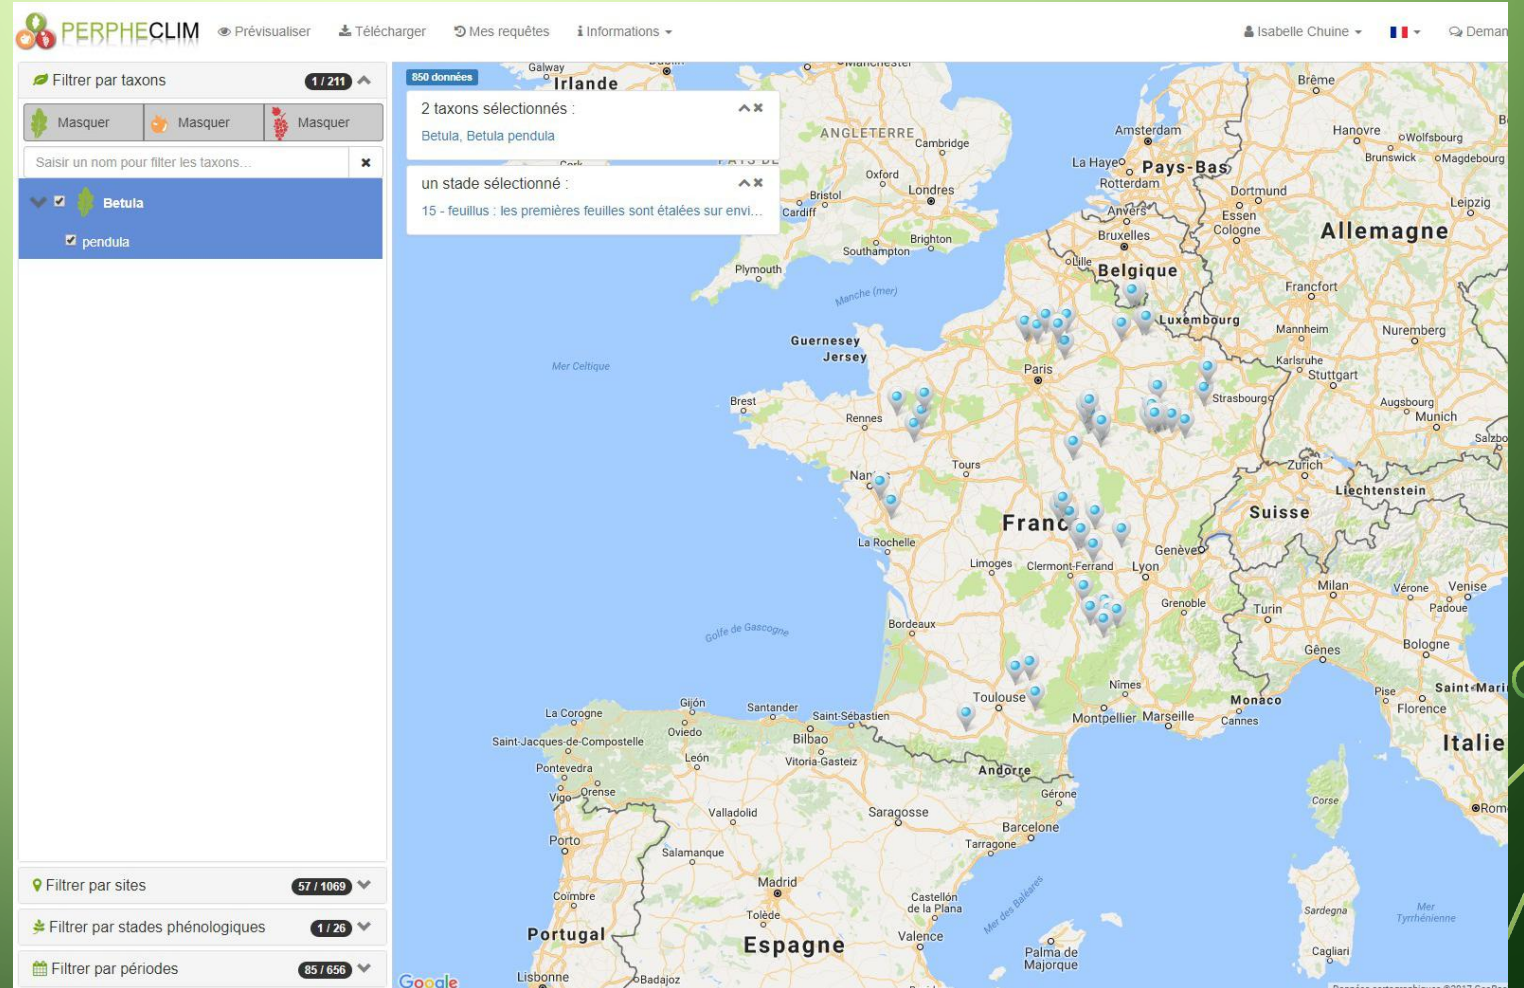 PERPHECLIM
Prévisualiser
Télécharger
Mes requêtes
Informations
Isabelle Chuine
Filtrer par taxons
1 / 211
Masquer
Masquer
Masquer
Saisir un nom pour filter les taxons...
Betula
pendula
Filtrer par sites
57 / 1069
Filtrer par stades phénologiques
1 / 26
Filtrer par périodes
85 / 656
850 données
2 taxons sélectionnés :
Betula, Betula pendula
un stade sélectionné :
15 - feuillus : les premières feuilles sont étalées sur envi...
Galway
Irlande
ANGLETERRE
Cambridge
Oxford
Londres
Bristol
Cardiff
Brighton
Southampton
Plymouth
Manche (mer)
Guernesey
Jersey
Mer Celtique
Brême
Amsterdam
Hanovre
Wolfsbourg
Brunswick
Magdebourg
La Haye
Pays-Bas
Rotterdam
Dortmund
Essen
Leipzig
Anvers
Cologne
Bruxelles
Allemagne
Lille
Belgique
Francfort
Luxembourg
Mannheim
Nuremberg
Karlsruhe
Stuttgart
Paris
Strasbourg
Augsbourg
Munich
Brest
Rennes
Tours
Zurich
Liechtenstein
Suisse
La Rochelle
Genève
Limoges
Clermont-Ferrand
Lyon
Milan
Vérone
Venise
Grenoble
Turin
Padoue
Bordeaux
Golfe de Gascogne
Gênes
Bologne
Nîmes
Toulouse
Monaco
Pise
Florence
Montpellier
Marseille
Cannes
La Corogne
Gijón
Santander
Saint-Sébastien
Oviedo
Bilbao
Saint-Jacques-de-Compostelle
León
Vitoria-Gasteiz
Italie
Pontevedra
Andorre
Vigo
Orense
Gérone
Corse
Valladolid
Saragosse
Barcelone
Porto
Tarragone
Salamanque
Madrid
Castellón
de la Plana
Mer des Baléares
Coïmbre
Tolède
Sardegna
Mer
Tyrrhénienne
Portugal
Espagne
Valence
Palma de
Majorque
Cagliari
Lisbonne
Badajoz
Google